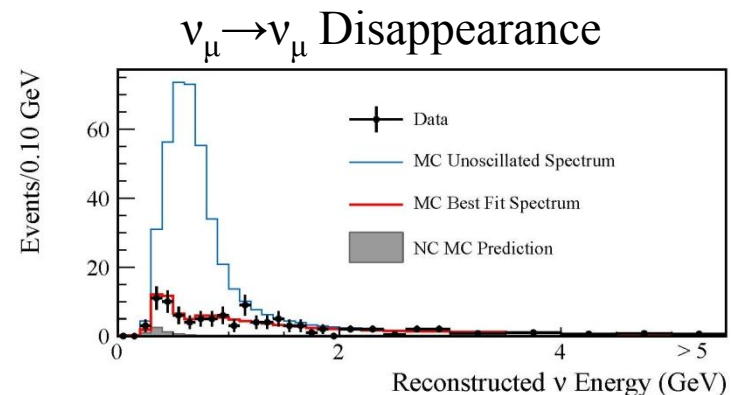 νμ→νμ Disappearance
Events/0.10 GeV
60
40
20
0
Data
MC Unoscillated Spectrum
MC Best Fit Spectrum
NC MC Prediction
0 2 4 > 5
Reconstructed ν Energy (GeV)